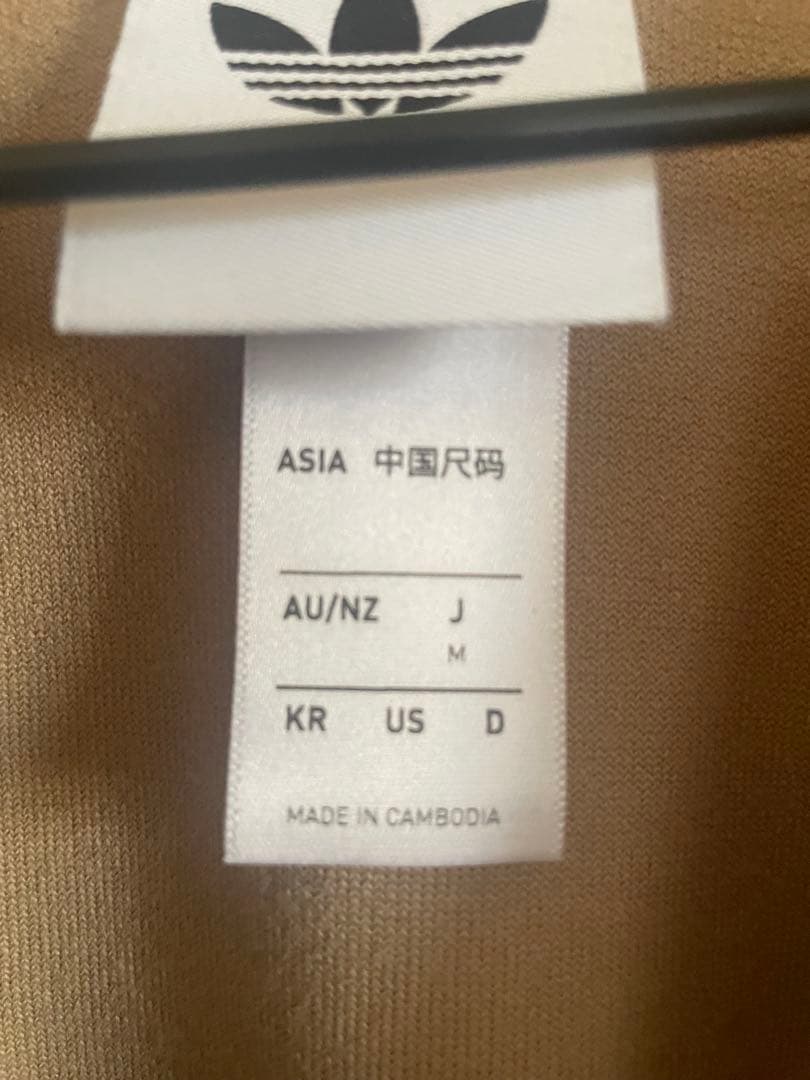 ASIA 中国尺码
AU/NZ J
M
KR US D
MADE IN CAMBODIA